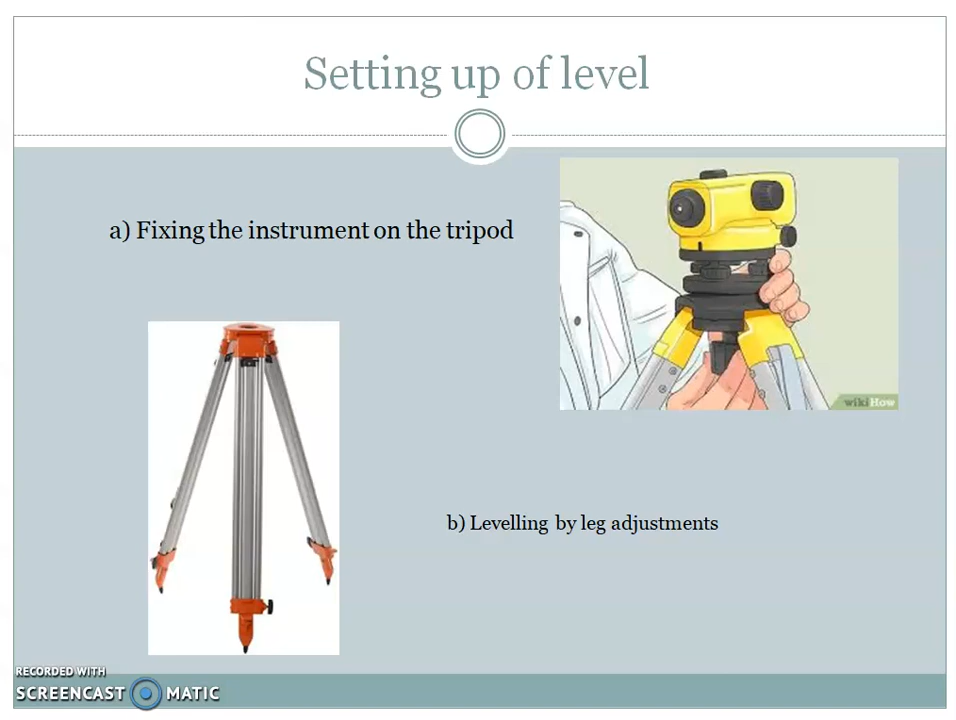 Setting up of level
a) Fixing the instrument on the tripod
wikiHow
b) Levelling by leg adjustments
RECORDED WITH
SCREENCAST MATIC